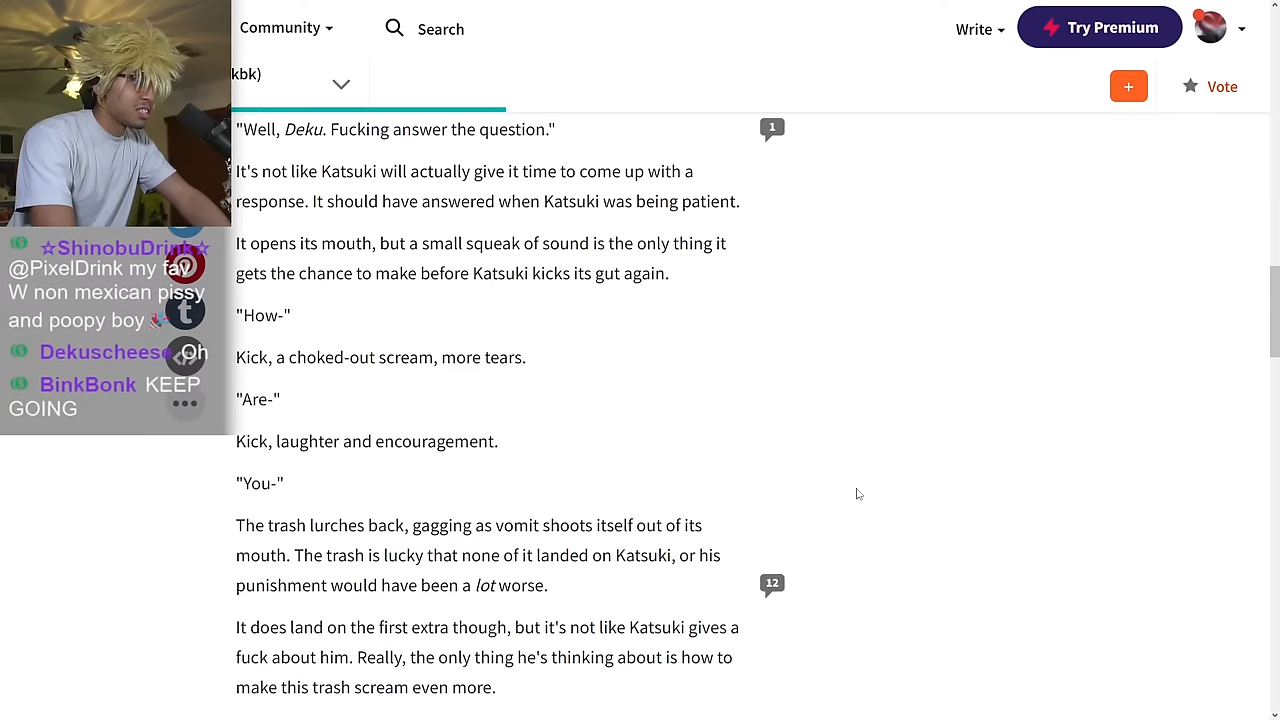 Community
Search
Write
Try Premium
kbk)
+
Vote
"Well, Deku. Fucking answer the question."
1
It's not like Katsuki will actually give it time to come up with a
response. It should have answered when Katsuki was being patient.
It opens its mouth, but a small squeak of sound is the only thing it
gets the chance to make before Katsuki kicks its gut again.
"How-"
Kick, a choked-out scream, more tears.
"Are-"
Kick, laughter and encouragement.
"You-"
The trash lurches back, gagging as vomit shoots itself out of its
mouth. The trash is lucky that none of it landed on Katsuki, or his
punishment would have been a lot worse.
12
It does land on the first extra though, but it's not like Katsuki gives a
fuck about him. Really, the only thing he's thinking about is how to
make this trash scream even more.
☆ShinobuDrink☆
@PixelDrink my fav
W non mexican pissy
and poopy boy
Dekuscheese Oh
BinkBonk KEEP
GOING